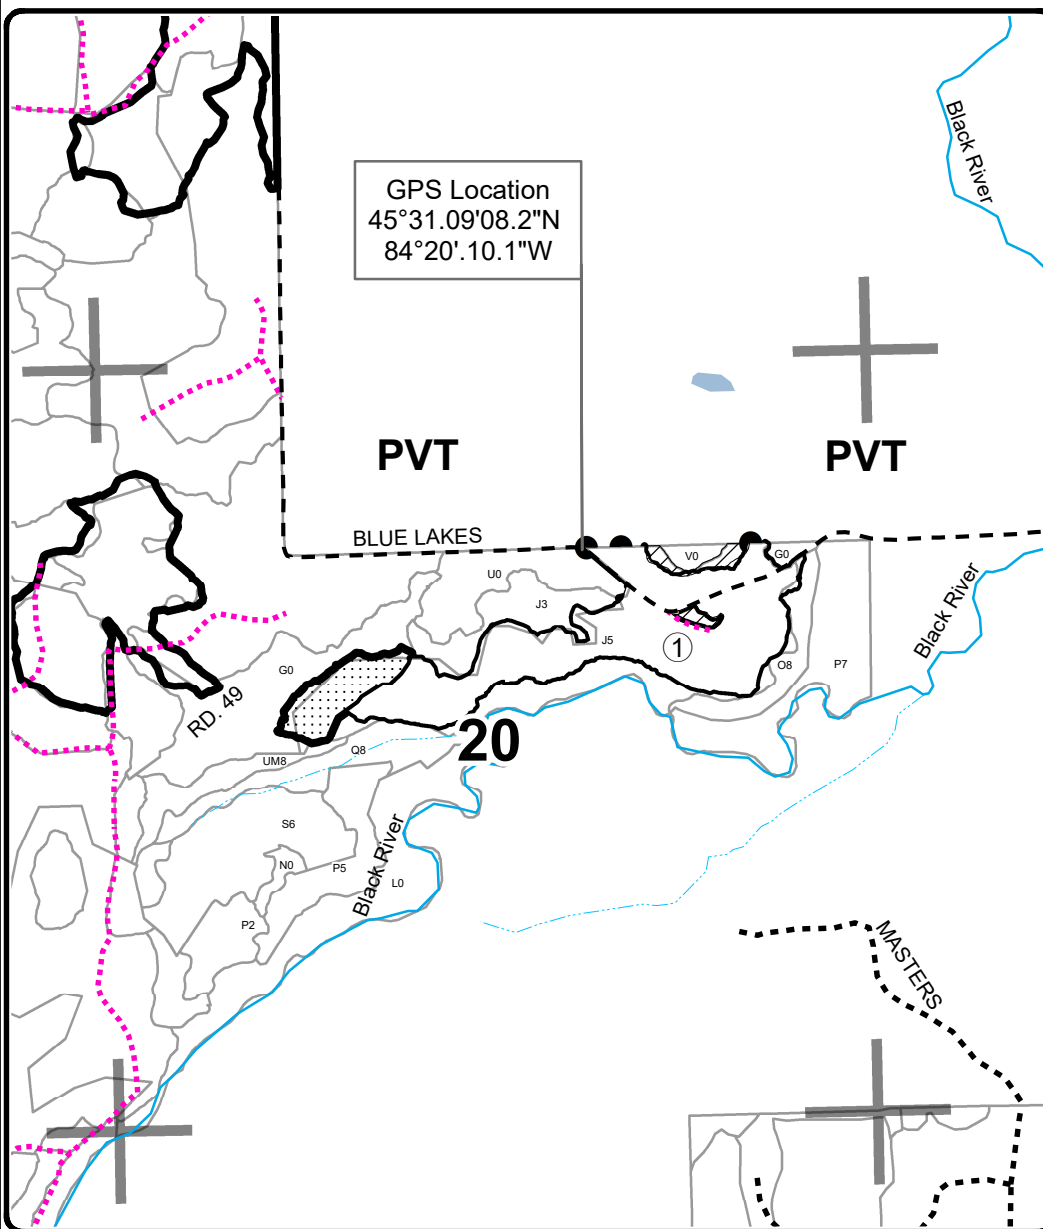 Black River
GPS Location
45°31.09'08.2"N
84°20'.10.1"W
PVT
PVT
BLUE LAKES
V0
G0
U0
J3
J5
1
Black River
G0
O8
P7
RD. 49
20
Q8
UM8
S6
Black River
N0
P5
L0
P2
MASTERS